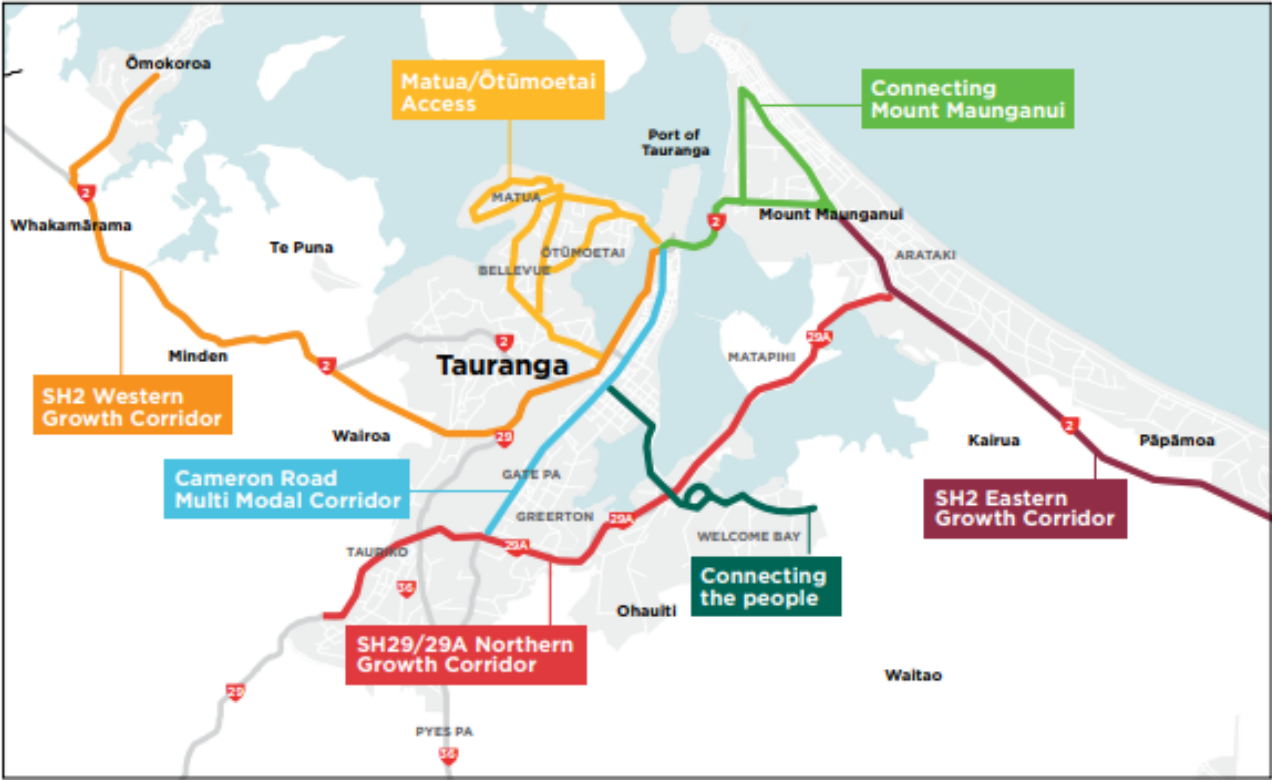 Ōmokoroa
Matua/Ōtūmoetai
Access
Connecting
Mount Maunganui
Port of
Tauranga
2
MATUA
Whakamārama
2
Mount Maunganui
Te Puna
ŌTŪMOETAI
ARATAKI
BELLEVUE
2
29A
Minden
2
Tauranga
MATAPIHI
SH2 Western
Growth Corridor
Wairoa
29
2
Kairua
Pāpāmoa
Cameron Road
Multi Modal Corridor
GATE PA
SH2 Eastern
Growth Corridor
GREERTON
29A
WELCOME BAY
TAURIKO
29A
36
Connecting
the people
Ohauiti
SH29/29A Northern
Growth Corridor
Waitao
29
PYES PA
36